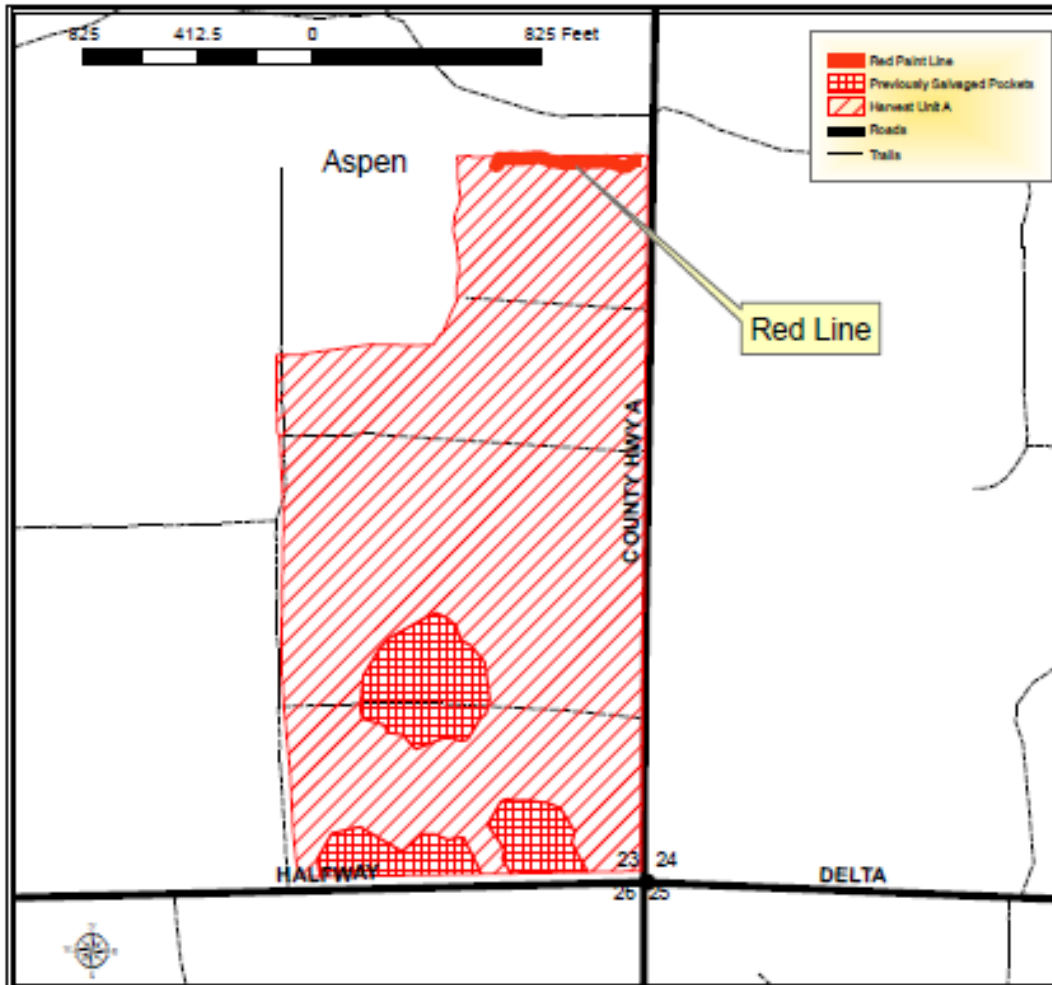 825 412.5 0 825 Feet
Red Paint Line
Previously Salvaged Pockets
Harvest Unit A
Roads
Trails
Aspen
Red Line
COUNTY HWY A
23 24
HALFWAY DELTA
26 25